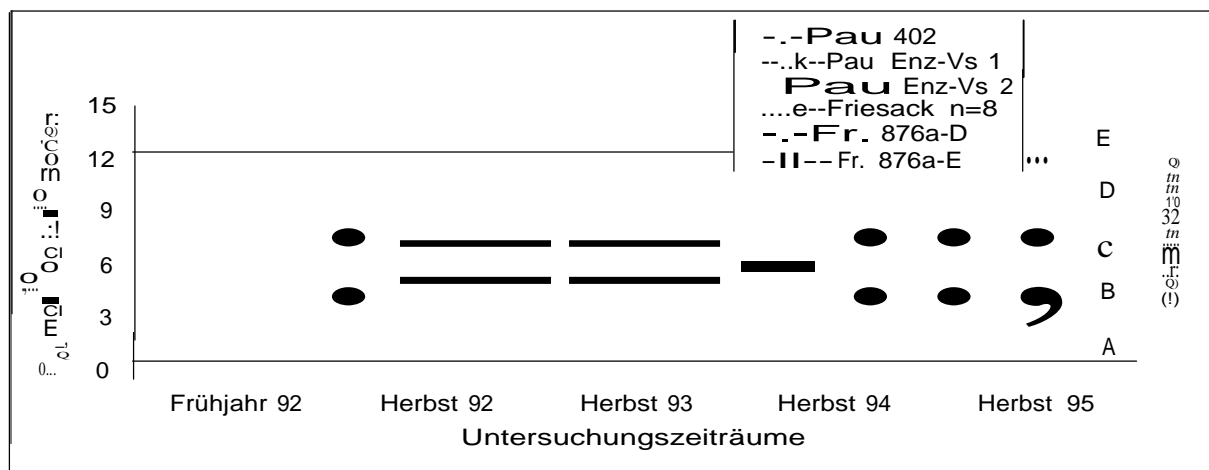 -.-Pau 402
--..k--Pau Enz-Vs 1
Pau Enz-Vs 2
....e--Friesack n=8
-.-Fr. 876a-D
-II--Fr. 876a-E
15
12
9
6
3
0
E
D
c
B
A
Frühjahr 92 Herbst 92 Herbst 93 Herbst 94 Herbst 95
Untersuchungszeiträume